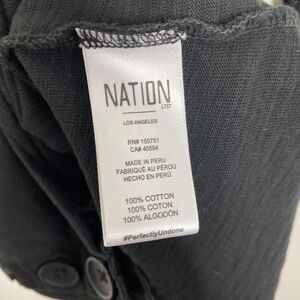 NATION
LTD
LOS ANGELES
RN# 150751
CA# 40554
MADE IN PERU
FABRIQUÉ AU PÉROU
HECHO EN PERÚ
100% COTTON
100% COTON
100% ALGODÓN
#PerfectlyUndone